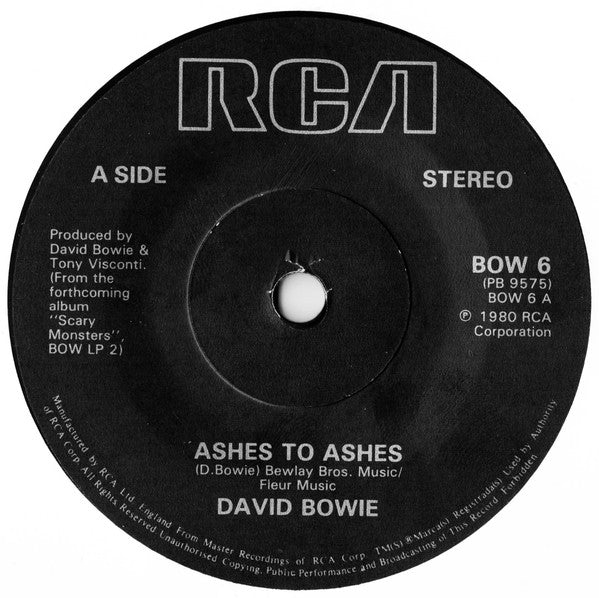 RCA
A SIDE
STEREO
Produced by
David Bowie &
Tony Visconti.
(From the
forthcoming
album
"Scary
Monsters",
BOW LP 2)
BOW 6
(PB 9575)
BOW 6 A
℗ 1980 RCA
Corporation
ASHES TO ASHES
(D.Bowie) Bewlay Bros. Music/
Fleur Music
DAVID BOWIE
Manufactured by RCA Ltd. England From Master Recordings of RCA Corp. TM(S)®Marca(s) Registrada(s) Used by Authority
of RCA Corp. All Rights Reserved Unauthorised Copying, Public Performance and Broadcasting of This Record Forbidden